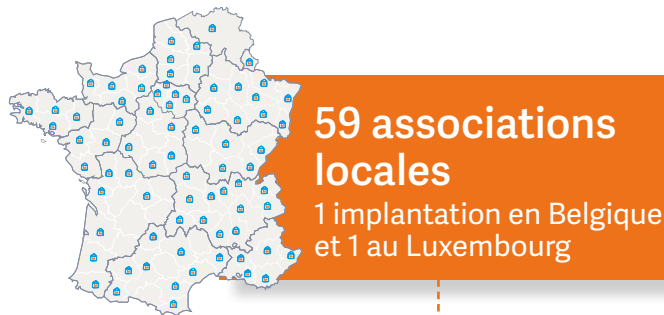 59 associations
locales
1 implantation en Belgique
et 1 au Luxembourg